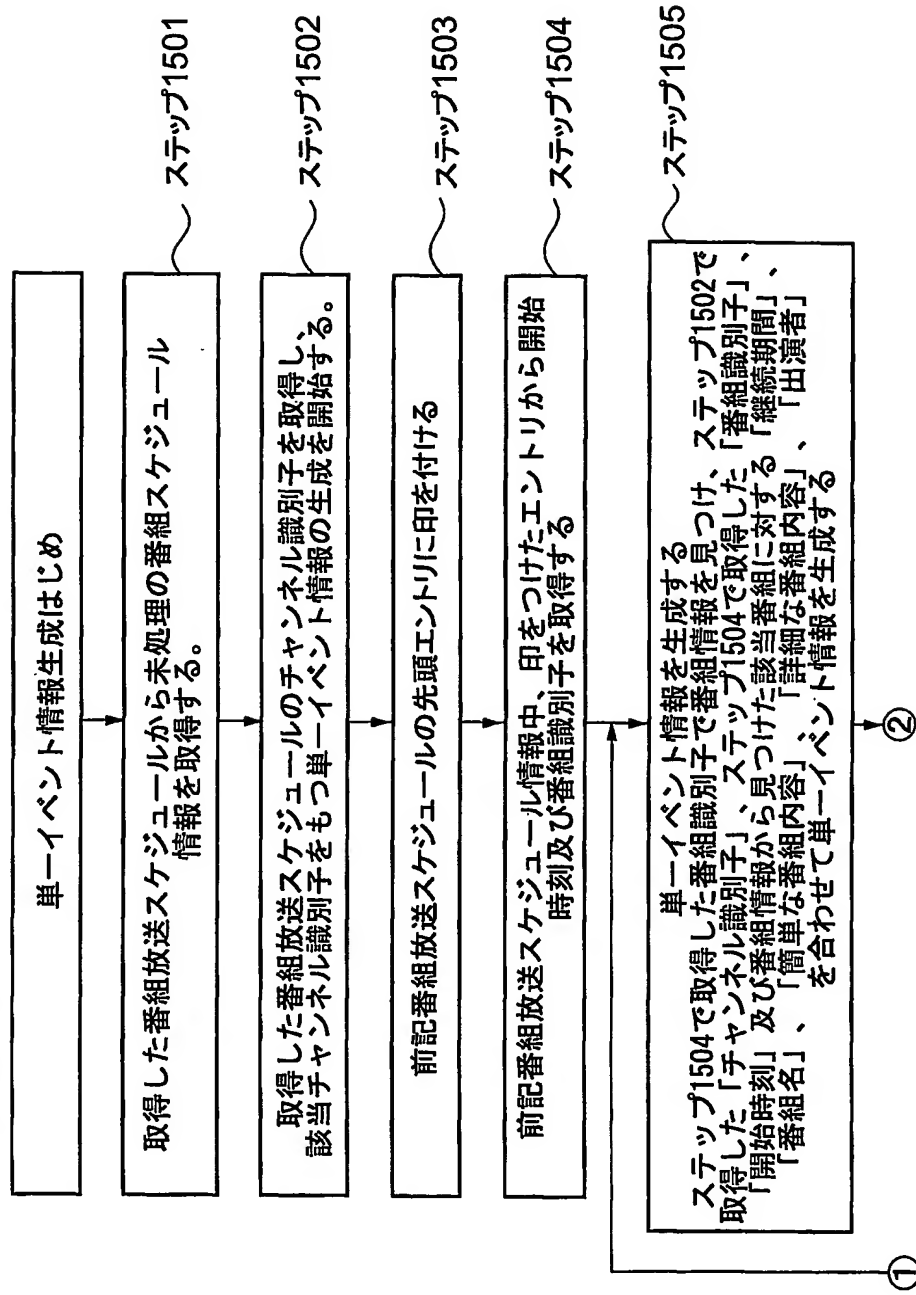 単一イベント情報生成はじめ
取得した番組放送スケジュールから未処理の番組スケジュール
情報を取得する。
ステップ1501
取得した番組放送スケジュールのチャンネル識別子を取得し、
該当チャンネル識別子をもつ単一イベント情報の生成を開始する。
ステップ1502
前記番組放送スケジュールの先頭エントリに印を付ける
ステップ1503
前記番組放送スケジュール情報中、印をつけたエントリから開始
時刻及び番組識別子を取得する
ステップ1504
単一イベント情報を生成する
ステップ1504で取得した番組識別子で番組情報を見つけ、ステップ1502で
取得した「チャンネル識別子」、ステップ1504で取得した「番組識別子」、
「開始時刻」及び番組情報から見つけた該当番組に対する「継続期間」、
「番組名」、「簡単な番組内容」、「詳細な番組内容」、「出演者」
を合わせて単一イベント情報を生成する
ステップ1505
①
②